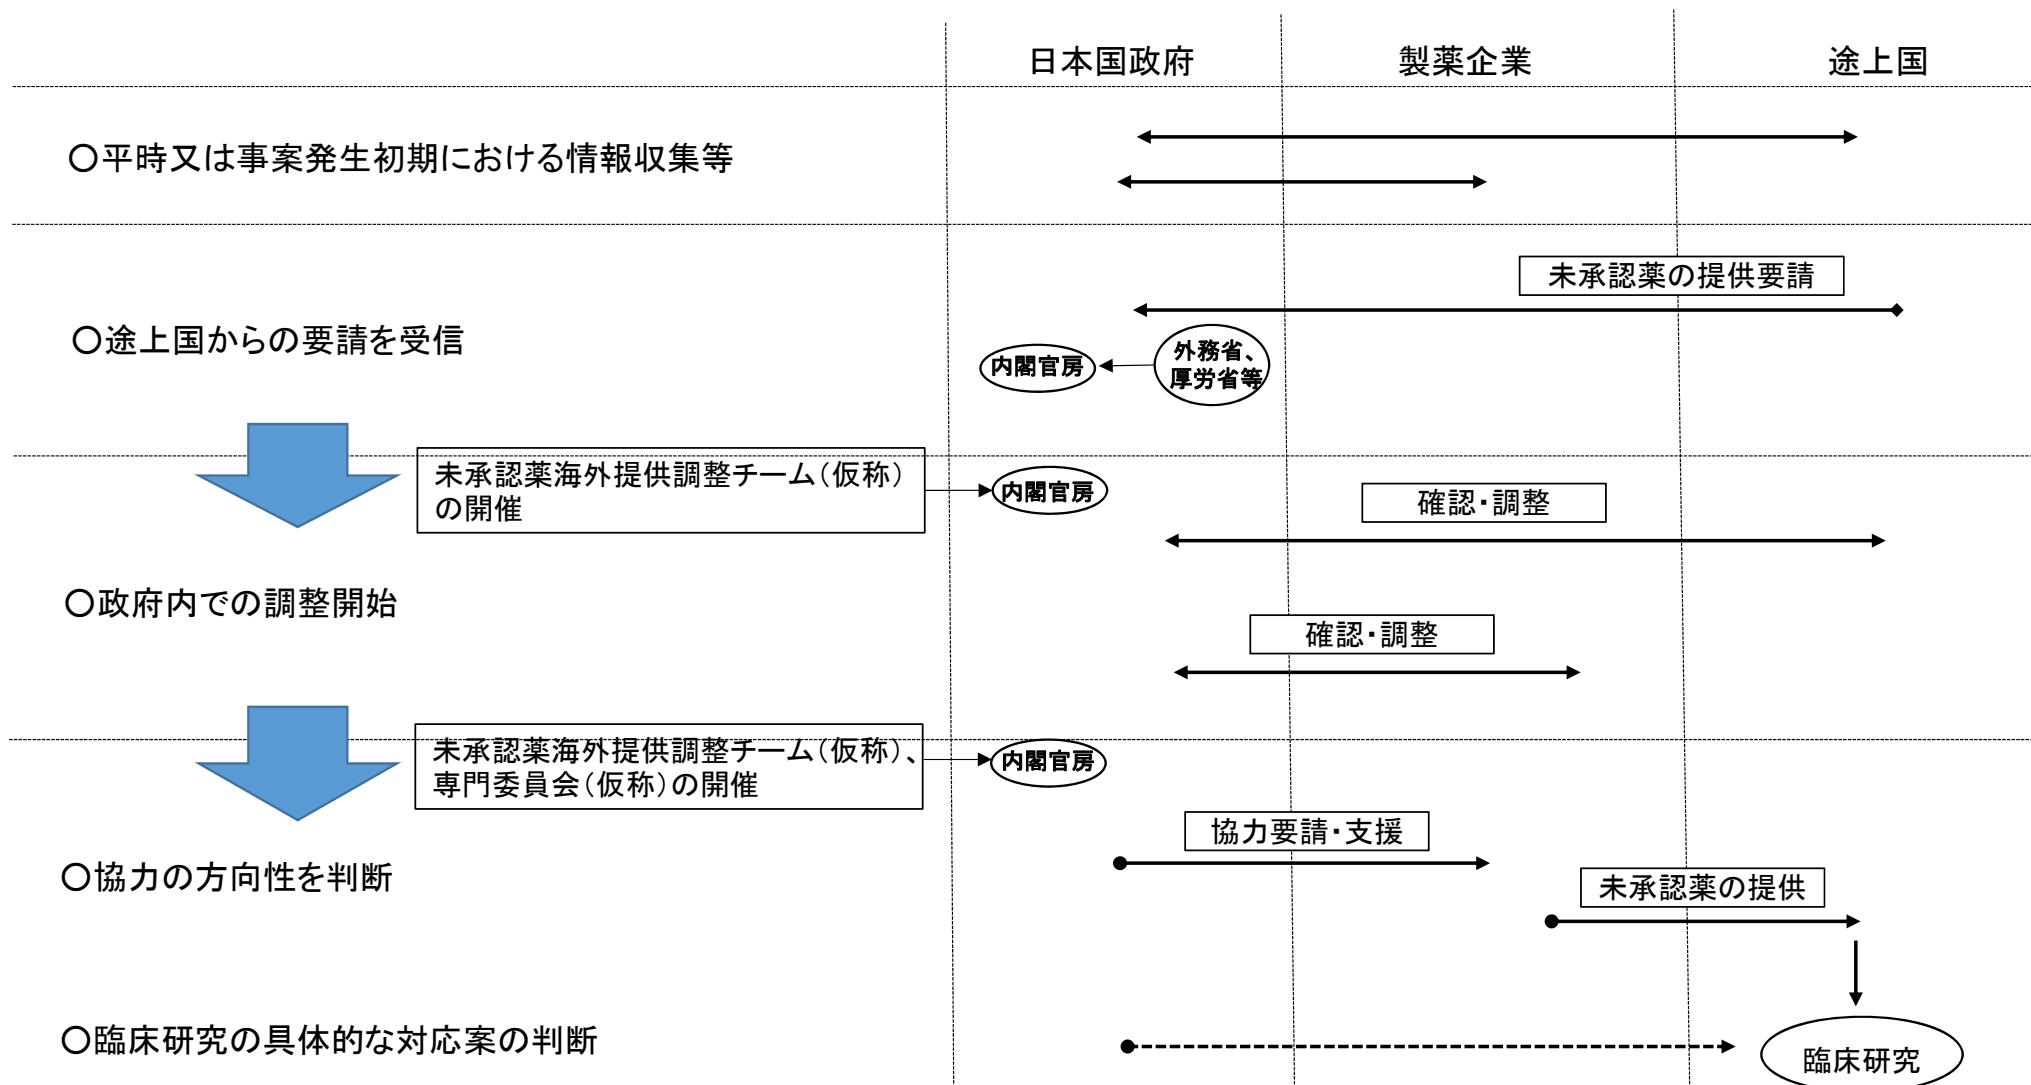 日本国政府
製薬企業
途上国
○平時又は事案発生初期における情報収集等
未承認薬の提供要請
○途上国からの要請を受信
内閣官房
外務省、
厚労省等
未承認薬海外提供調整チーム(仮称)
の開催
内閣官房
確認・調整
○政府内での調整開始
確認・調整
未承認薬海外提供調整チーム(仮称)、
専門委員会(仮称)の開催
内閣官房
協力要請・支援
○協力の方向性を判断
未承認薬の提供
○臨床研究の具体的な対応案の判断
臨床研究